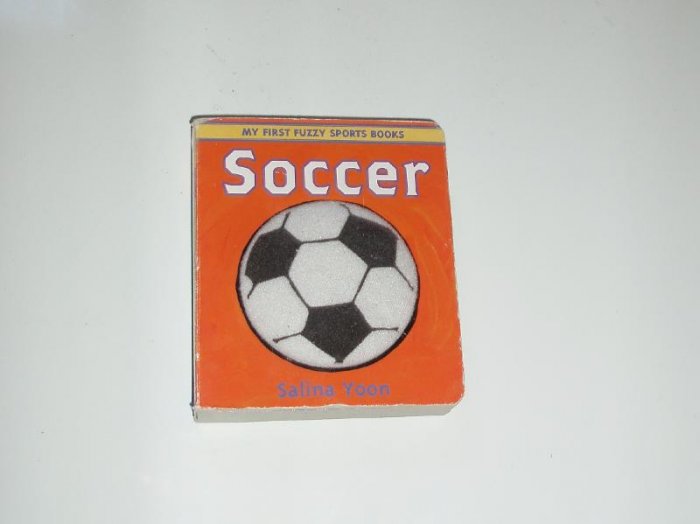 MY FIRST FUZZY SPORTS BOOKS
Soccer
Salina Yoon